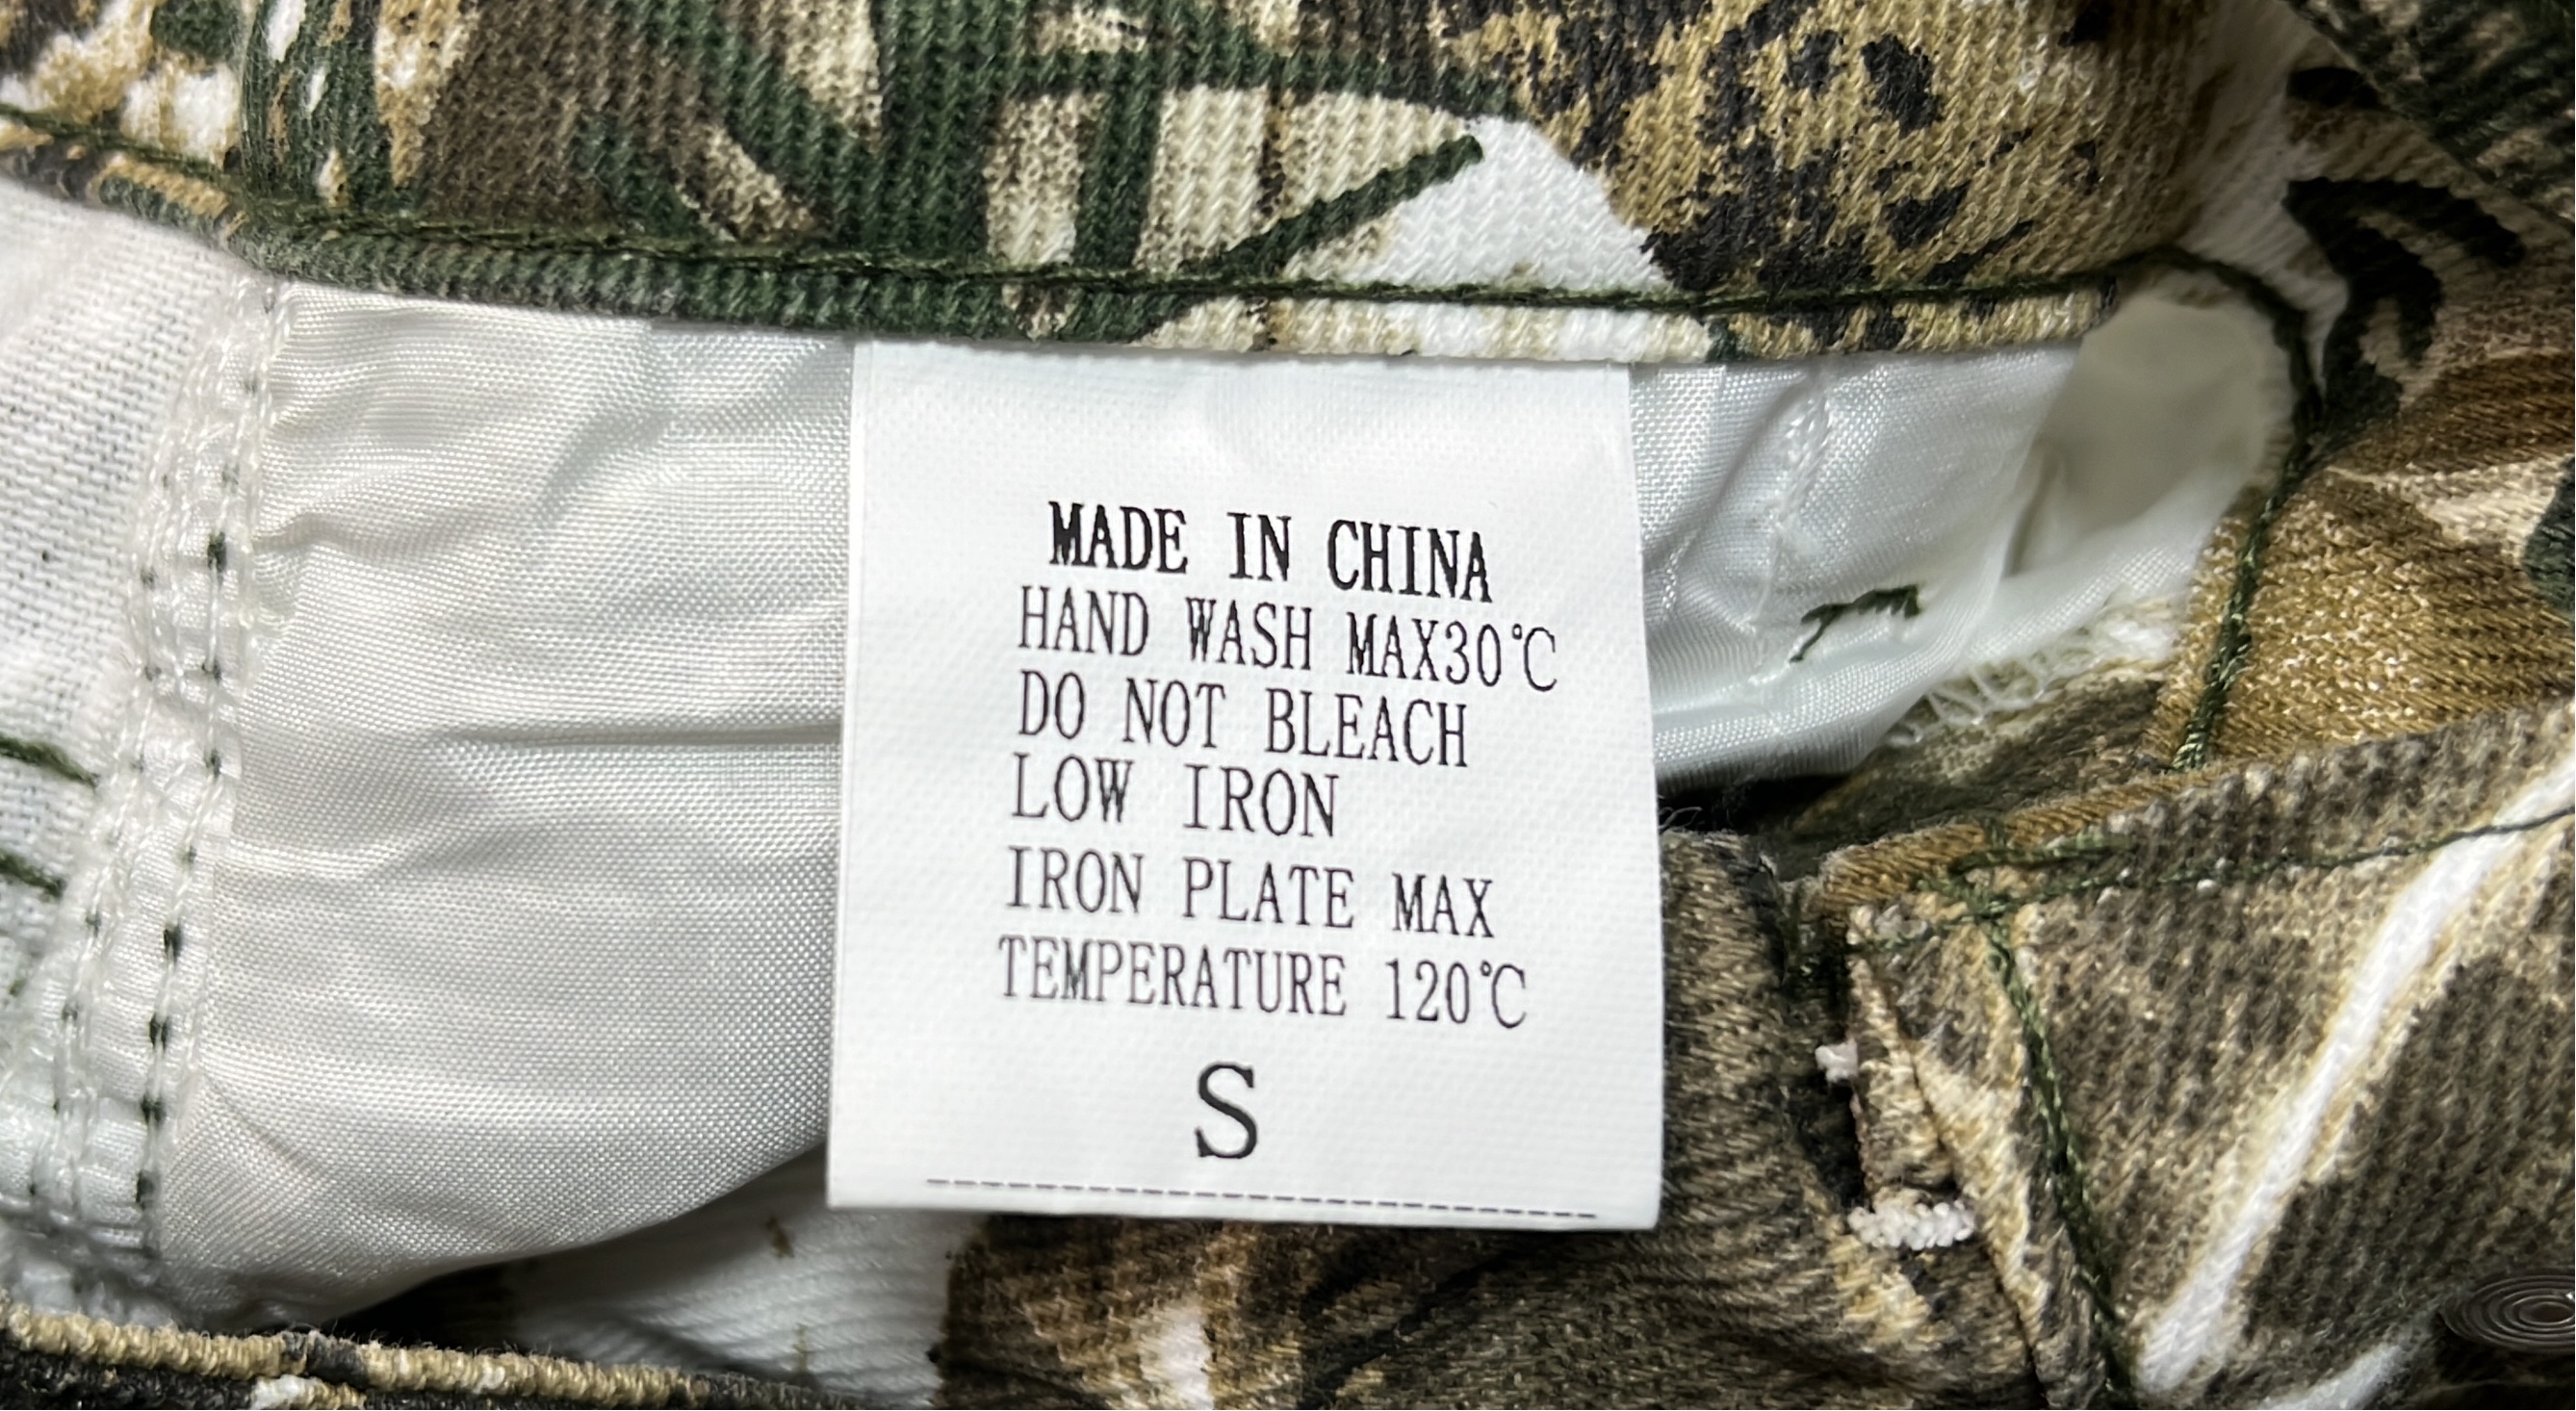 MADE IN CHINA
HAND WASH MAX30℃
DO NOT BLEACH
LOW IRON
IRON PLATE MAX
TEMPERATURE 120℃
S